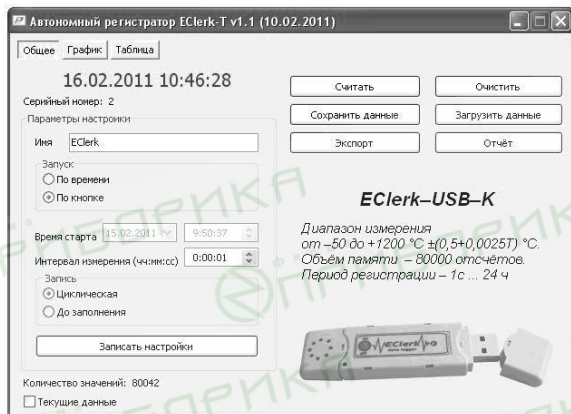 Автономный регистратор EClerk-T v1.1 (10.02.2011)
Общее График Таблица
16.02.2011 10:46:28
Серийный номер: 2
Параметры настройки
Имя EClerk
Запуск
По времени
По кнопке
Время старта 15.02.2011 9:50:37
Интервал измерения (чч:мм:сс) 0:00:01
Запись
Циклическая
До заполнения
Записать настройки
Количество значений: 80042
Текущие данные
Считать Очистить
Сохранить данные Загрузить данные
Экспорт Отчёт
EClerk–USB–K
Диапазон измерения
от –50 до +1200 °C ±(0,5+0,0025T) °C.
Объём памяти – 80000 отсчётов.
Период регистрации – 1с ... 24 ч
EClerk
ПРИБОРИКА